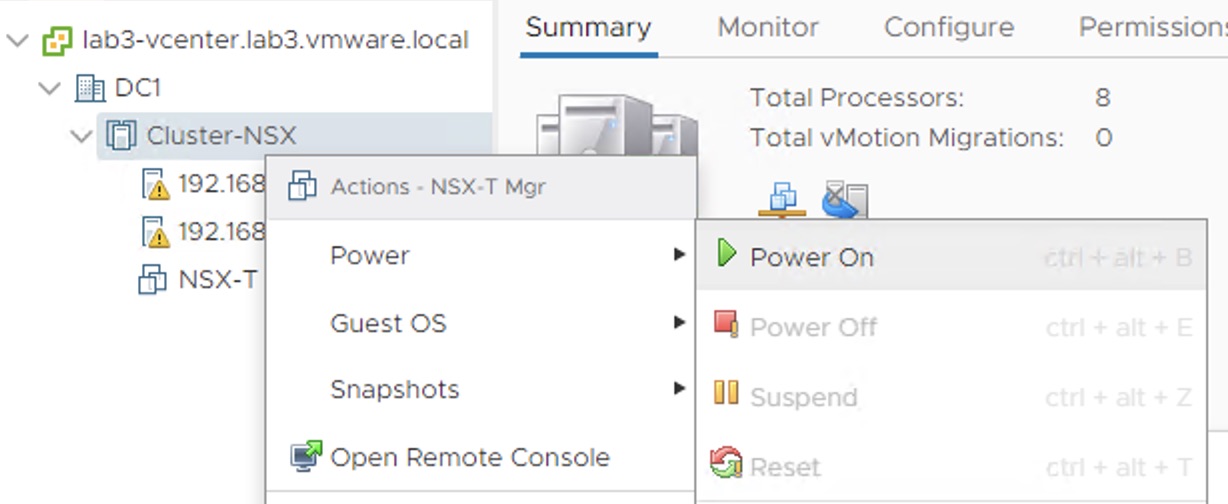 lab3-vcenter.lab3.vmware.local
DC1
Cluster-NSX
192.168
192.168
NSX-T
Summary Monitor Configure Permissions
Total Processors: 8
Total vMotion Migrations: 0
Actions - NSX-T Mgr
Power
Guest OS
Snapshots
Open Remote Console
Power On ctrl + alt + B
Power Off ctrl + alt + E
Suspend ctrl + alt + Z
Reset ctrl + alt + T